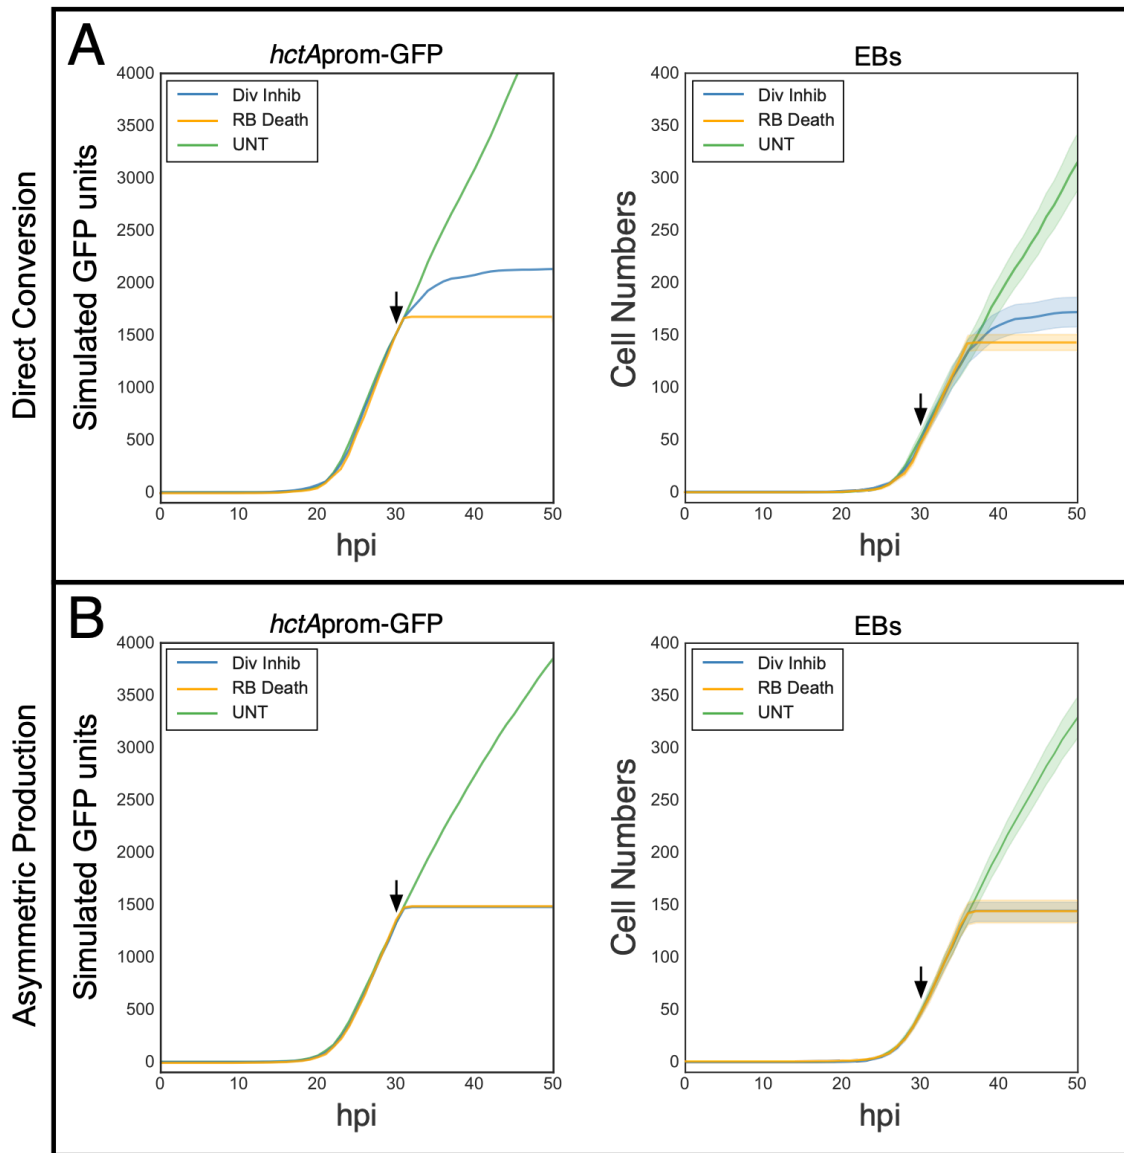 A
hctAprom-GFP
EBs
Direct Conversion
Simulated GFP units
4000
3500
3000
2500
2000
1500
1000
500
0
Div Inhib
RB Death
UNT
0 10 20 30 40 50
hpi
Cell Numbers
400
350
300
250
200
150
100
50
0
Div Inhib
RB Death
UNT
0 10 20 30 40 50
hpi
B
hctAprom-GFP
EBs
Asymmetric Production
Simulated GFP units
4000
3500
3000
2500
2000
1500
1000
500
0
Div Inhib
RB Death
UNT
0 10 20 30 40 50
hpi
Cell Numbers
400
350
300
250
200
150
100
50
0
Div Inhib
RB Death
UNT
0 10 20 30 40 50
hpi